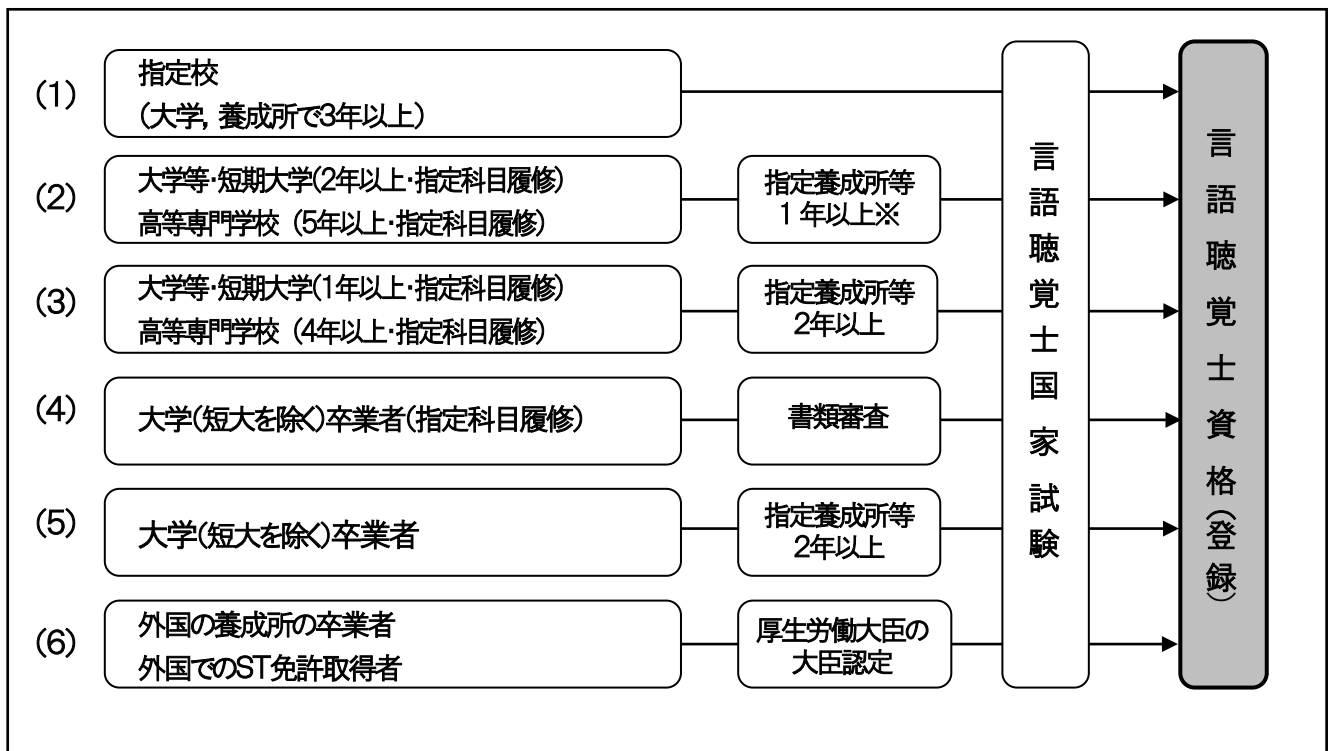 (1)
指定校
(大学, 養成所で3年以上)
(2)
大学等・短期大学(2年以上・指定科目履修)
高等専門学校 (5年以上・指定科目履修)
指定養成所等
1年以上※
(3)
大学等・短期大学(1年以上・指定科目履修)
高等専門学校 (4年以上・指定科目履修)
指定養成所等
2年以上
(4)
大学(短大を除く)卒業者(指定科目履修)
書類審査
(5)
大学(短大を除く)卒業者
指定養成所等
2年以上
(6)
外国の養成所の卒業者
外国でのST免許取得者
厚生労働大臣の
大臣認定
言語聴覚士国家試験
言語聴覚士資格(登録)